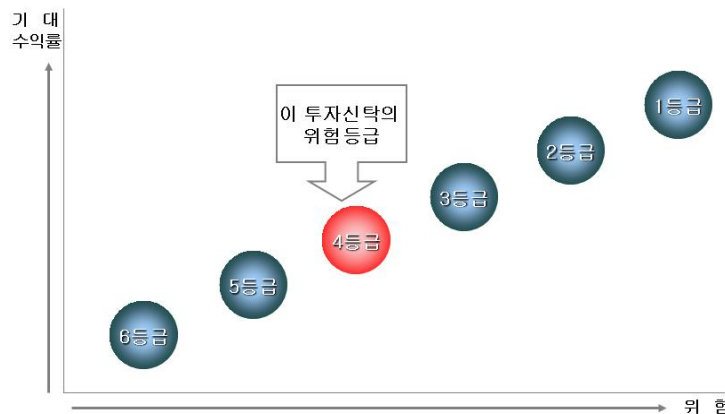 기 대
수익률
이 투자신탁의
위험등급
1등급
2등급
3등급
4등급
5등급
6등급
위 험